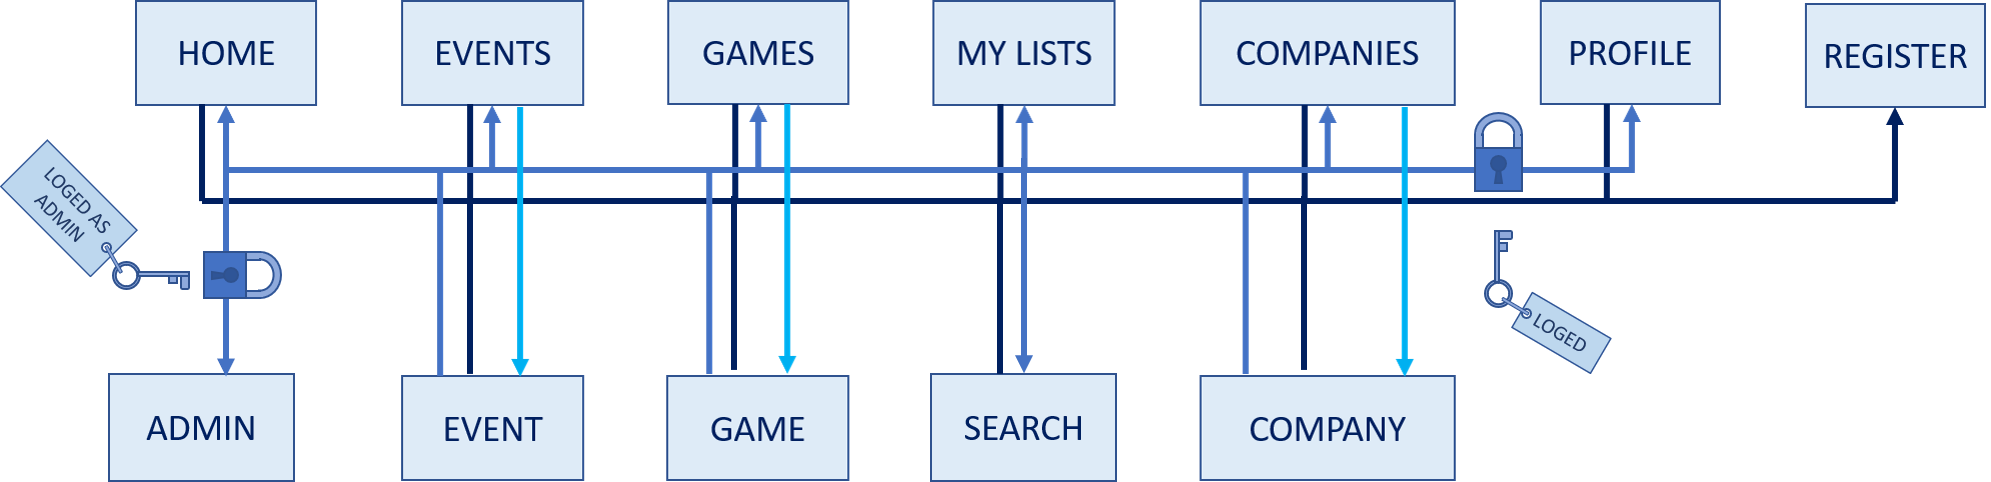 HOME
EVENTS
GAMES
MY LISTS
COMPANIES
PROFILE
REGISTER
LOGED AS
ADMIN
LOGED
ADMIN
EVENT
GAME
SEARCH
COMPANY